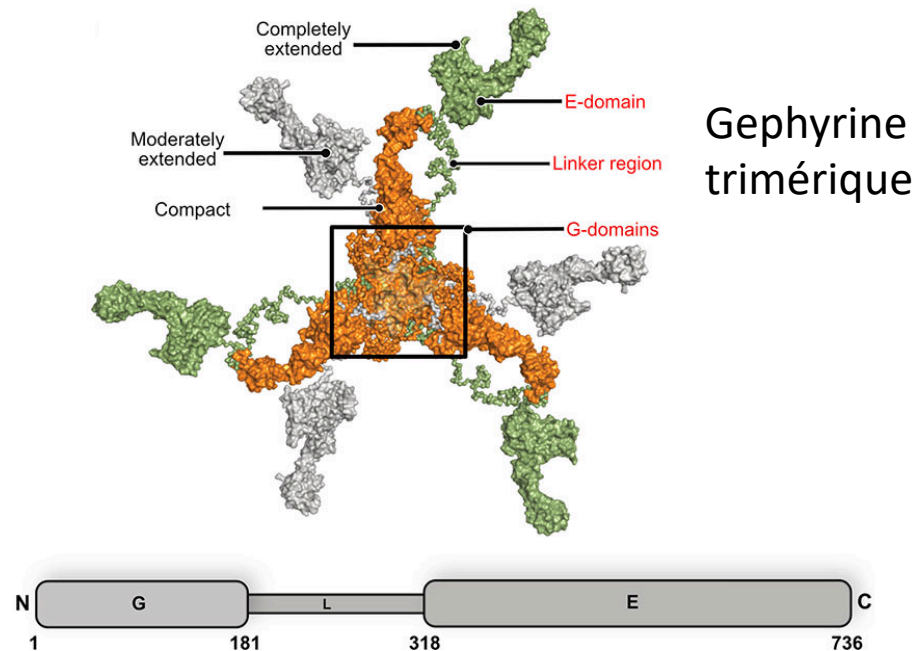 Completely
extended
E-domain
Gephyrine
trimérique
Moderately
extended
Linker region
Compact
G-domains
N G L E C
1 181 318 736